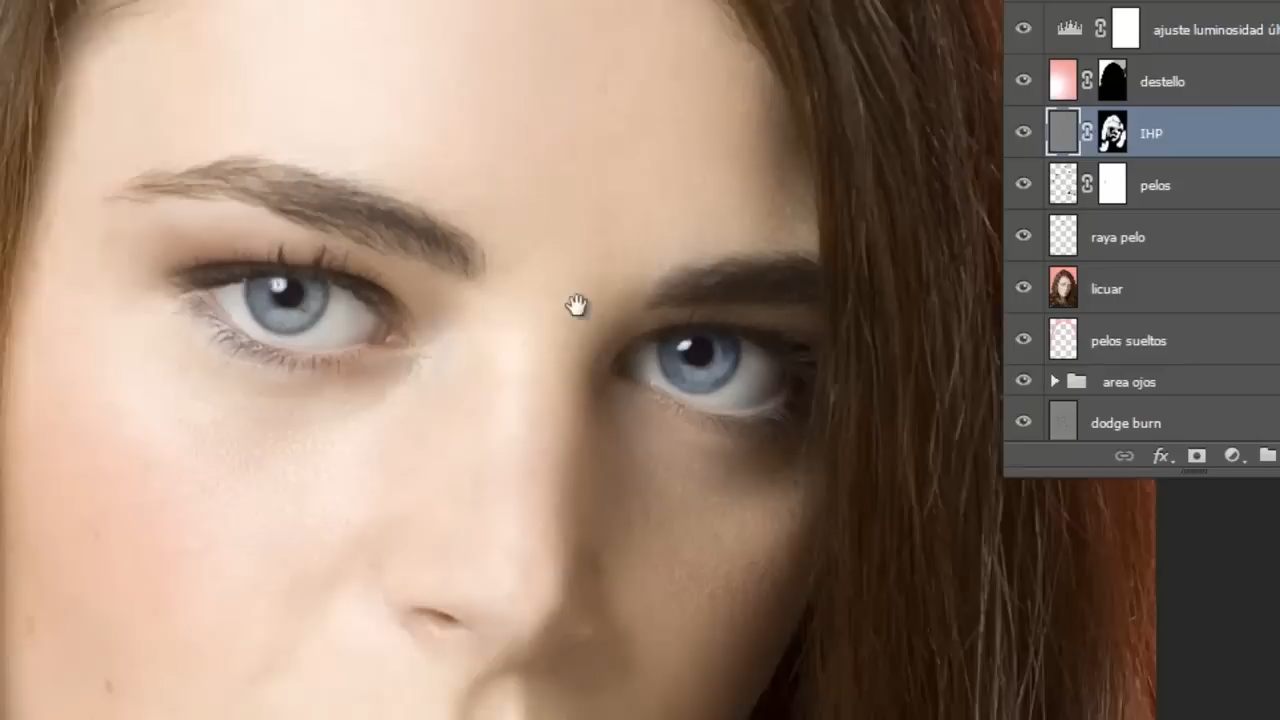 ajuste luminosidad úl
destello
IHP
pelos
raya pelo
licuar
pelos sueltos
area ojos
dodge burn
fx